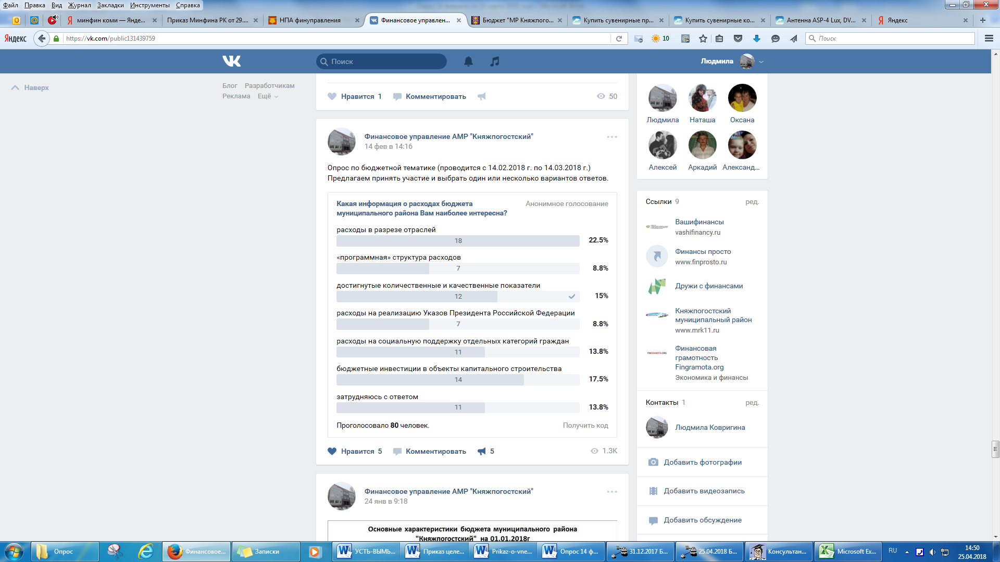 Файл Правка Вид Журнал Закладки Инструменты Справка
минфин коми — Янде...
Приказ Минфина РК от 29....
НПА финуправления
Финансовое управлен...
Бюджет "МР Княжпого...
Купить сувенирные пр...
Купить сувенирные ко...
Антенна ASP-4 Lux, DV...
Яндекс
Яндекс
https://vk.com/public131439759
10
Поиск
Поиск
Людмила
Наверх
Блог Разработчикам
Реклама Ещё
Нравится 1 Комментировать 50
Финансовое управление АМР "Княжпогостский"
14 фев в 14:16
Опрос по бюджетной тематике (проводится с 14.02.2018 г. по 14.03.2018 г.)
Предлагаем принять участие и выбрать один или несколько вариантов ответов.
Какая информация о расходах бюджета
муниципального района Вам наиболее интересна?
Анонимное голосование
расходы в разрезе отраслей
18 22.5%
«программная» структура расходов
7 8.8%
достигнутые количественные и качественные показатели
12 15%
расходы на реализацию Указов Президента Российской Федерации
7 8.8%
расходы на социальную поддержку отдельных категорий граждан
11 13.8%
бюджетные инвестиции в объекты капитального строительства
14 17.5%
затрудняюсь с ответом
11 13.8%
Проголосовало 80 человек. Получить код
Нравится 5 Комментировать 5 1.3K
Финансовое управление АМР "Княжпогостский"
24 янв в 9:18
Основные характеристики бюджета муниципального района
"Княжпогостский" на 01.01.2018г
Людмила Наташа Оксана
Алексей Аркадий Александ...
Ссылки 9 ред.
Вашифинансы
vashifinancy.ru
Финансы просто
www.finprosto.ru
Дружи с финансами
Княжпогостский
муниципальный район
www.mrk11.ru
FINGRAMOTA.ORG
Финансовая
грамотность
Fingramota.org
Экономика и финансы
Контакты 1 ред.
Людмила Ковригина
Добавить фотографии
Добавить видеозапись
Добавить обсуждение
Опрос
Финансовое...
Записки
УСТЬ-ВЫМЬ...
Приказ целе...
Prikaz-o-vne...
Опрос 14 ф...
31.12.2017 Б...
25.04.2018 Б...
Консультан...
Microsoft Ex...
RU
14:50
25.04.2018